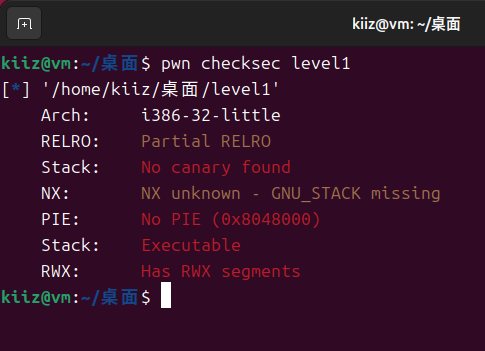 kiiz@vm: ~/桌面
kiiz@vm:~/桌面$ pwn checksec level1
[*] '/home/kiiz/桌面/level1'
    Arch:     i386-32-little
    RELRO:    Partial RELRO
    Stack:    No canary found
    NX:       NX unknown - GNU_STACK missing
    PIE:      No PIE (0x8048000)
    Stack:    Executable
    RWX:      Has RWX segments
kiiz@vm:~/桌面$